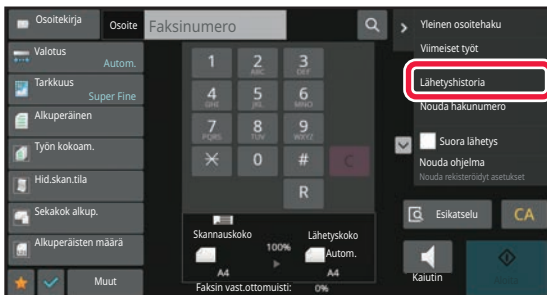 Osoitekirja
Osoite
Faksinumero
Valotus
Autom.
Tarkkuus
Super Fine
Alkuperäinen
Työn kokoam.
Hid.skan.tila
Sekakok alkup.
Alkuperäisten määrä
Muut
1
2
ABC
3
DEF
4
GHI
5
JKL
6
MNO
7
PQRS
8
TUV
9
WXYZ
0
#
C
R
Skannauskoko
Lähetyskoko
100%
Autom.
A4
A4
Faksin vast.ottomuisti: 0%
Yleinen osoitehaku
Viimeiset työt
Lähetyshistoria
Nouda hakunumero
Suora lähetys
Nouda ohjelma
Nouda rekisteröidyt asetukset
Esikatselu
CA
Kaiutin